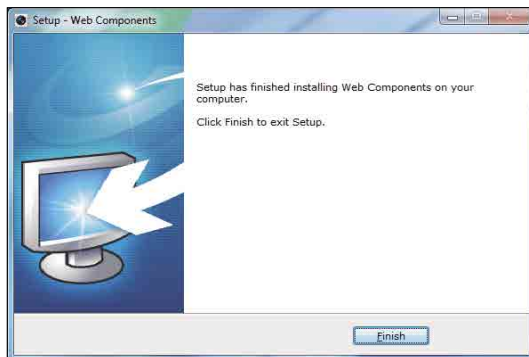 Setup - Web Components
Setup has finished installing Web Components on your
computer.
Click Finish to exit Setup.
Finish